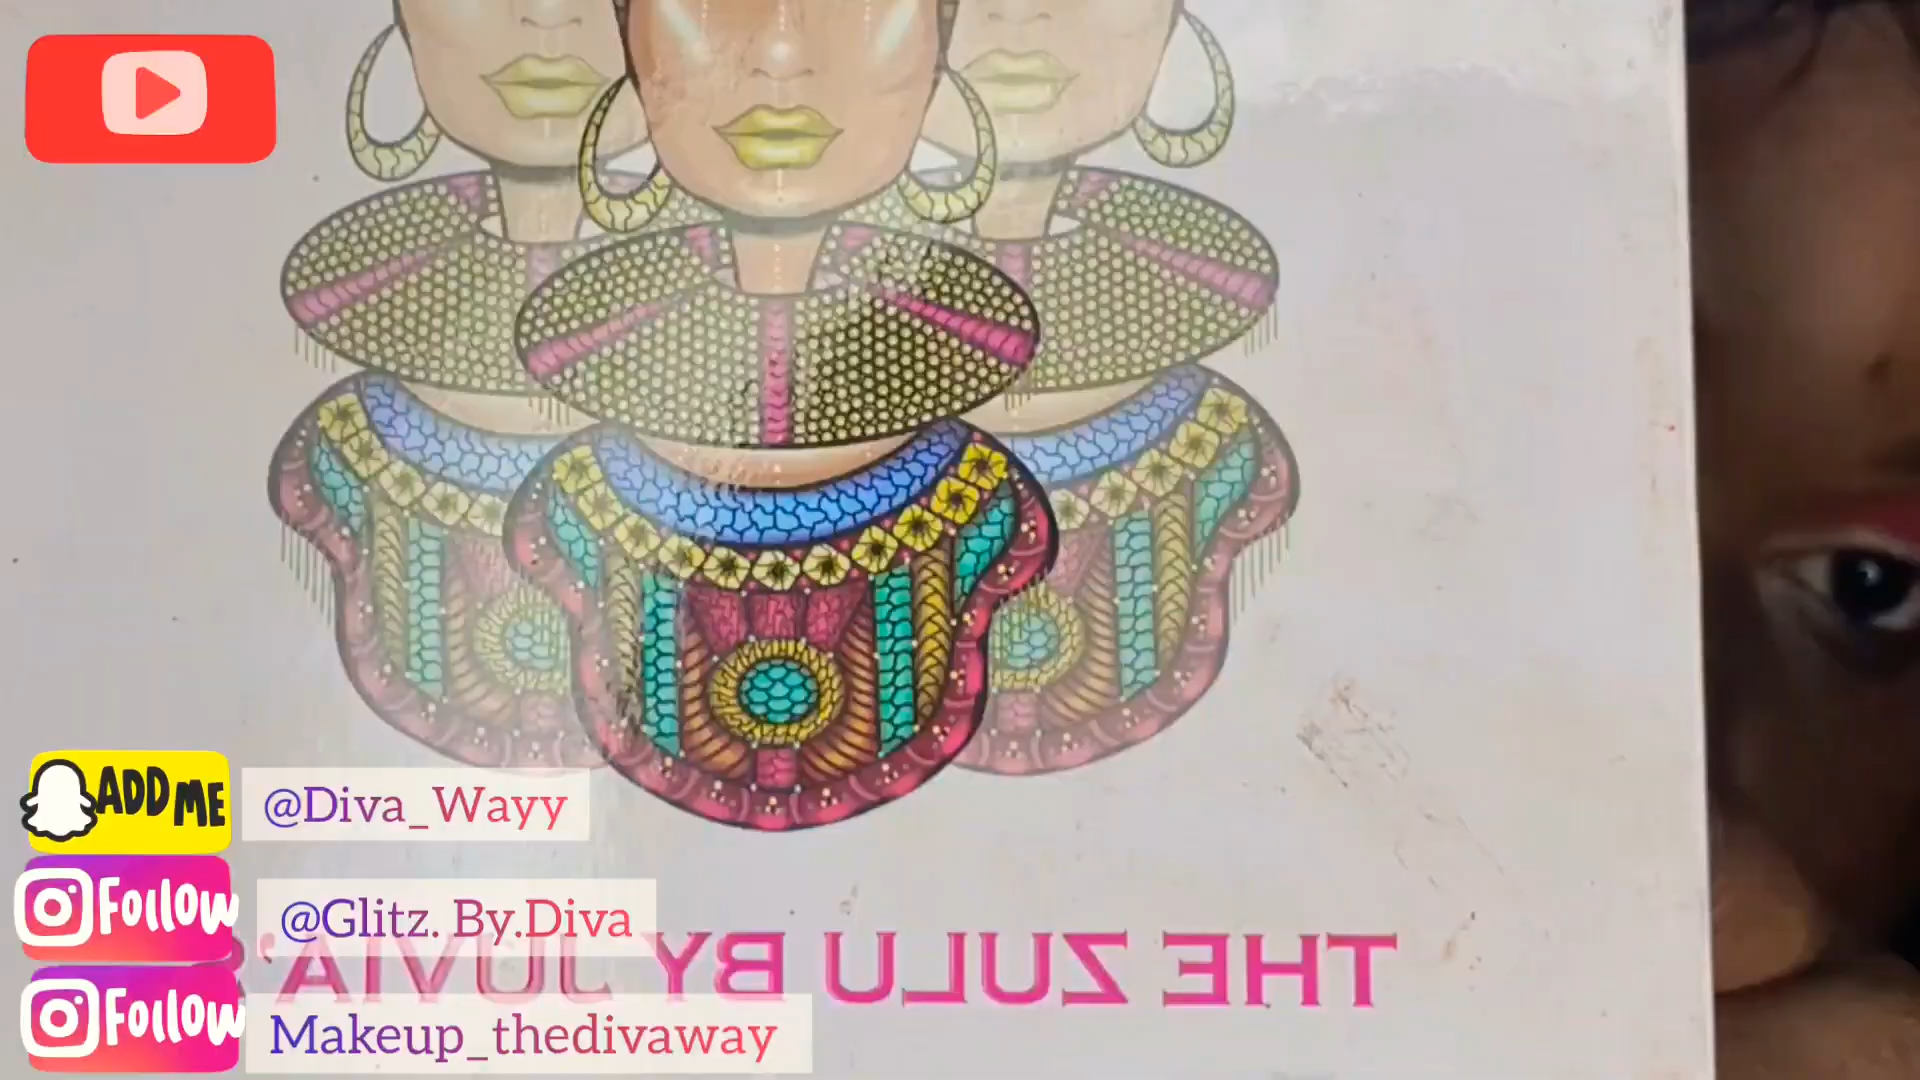 ADD ME
@Diva_Wayy
Follow
@Glitz. By.Diva
THE ZULU BY JUVIA'S
Follow
Makeup_thedivaway